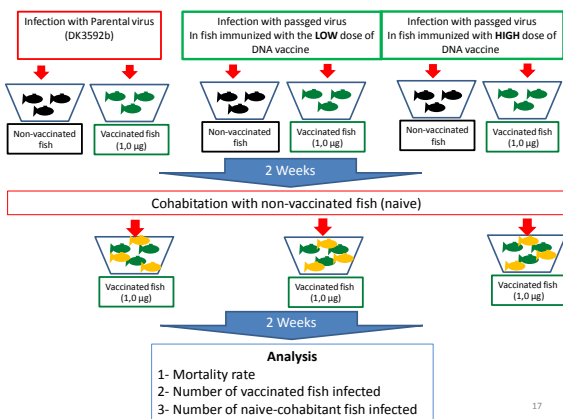 Infection with Parental virus
(DK3592b)
Infection with passged virus
In fish immunized with the LOW dose of
DNA vaccine
Infection with passged virus
In fish immunized with HIGH dose of
DNA vaccine
Non-vaccinated
fish
Vaccinated fish
(1,0 µg)
Non-vaccinated
fish
Vaccinated fish
(1,0 µg)
Non-vaccinated
fish
Vaccinated fish
(1,0 µg)
2 Weeks
Cohabitation with non-vaccinated fish (naive)
Vaccinated fish
(1,0 µg)
Vaccinated fish
(1,0 µg)
Vaccinated fish
(1,0 µg)
2 Weeks
Analysis
1- Mortality rate
2- Number of vaccinated fish infected
3- Number of naive-cohabitant fish infected
17